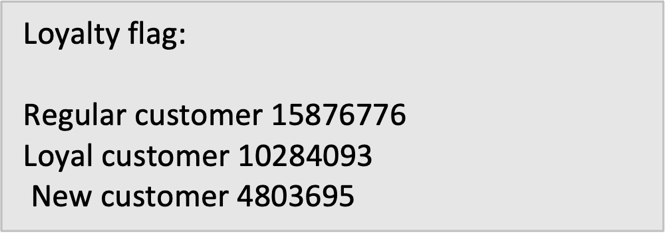 Loyalty flag:
Regular customer 15876776
Loyal customer 10284093
New customer 4803695